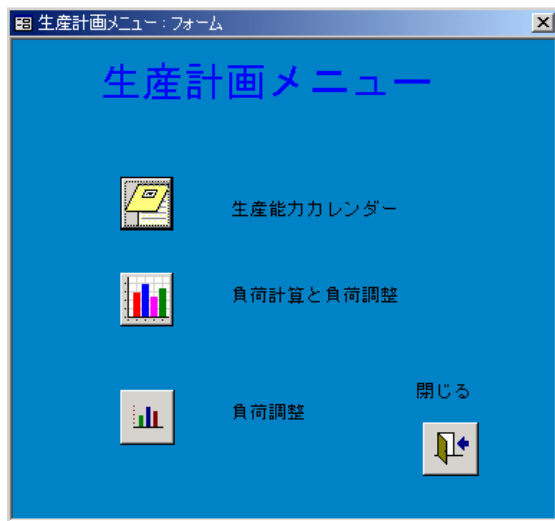 生産計画メニュー : フォーム
生産計画メニュー
生産能力カレンダー
負荷計算と負荷調整
閉じる
負荷調整